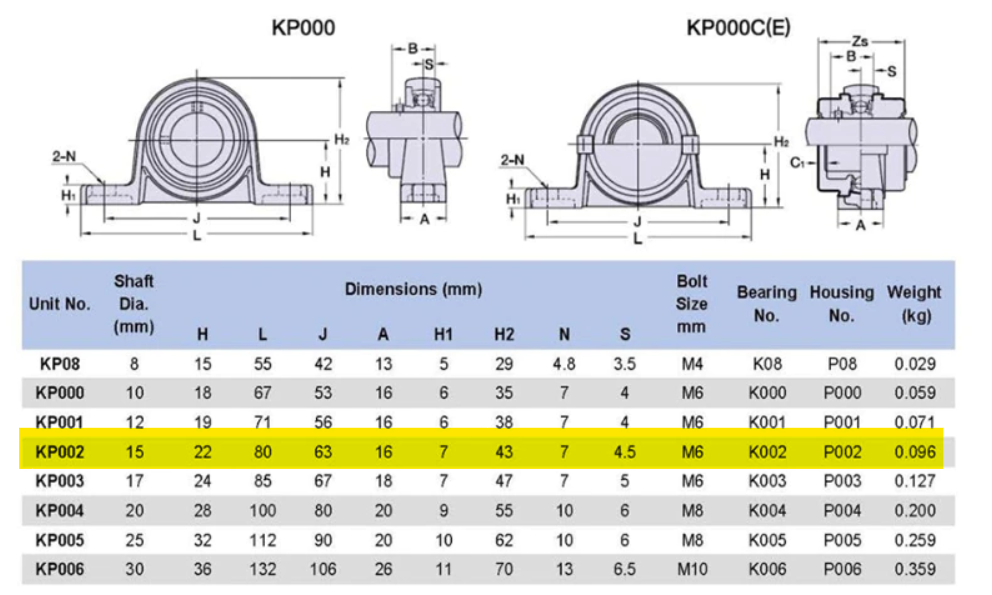 KP000
KP000C(E)
B
S
H2
H
2-N
H1
J
L
A
Zs
B
S
H2
H
C1
2-N
H1
J
L
A
Unit No. Shaft Dia. (mm) Dimensions (mm) Bolt Size mm Bearing No. Housing No. Weight (kg)
H L J A H1 H2 N S
KP08 8 15 55 42 13 5 29 4.8 3.5 M4 K08 P08 0.029
KP000 10 18 67 53 16 6 35 7 4 M6 K000 P000 0.059
KP001 12 19 71 56 16 6 38 7 4 M6 K001 P001 0.071
KP002 15 22 80 63 16 7 43 7 4.5 M6 K002 P002 0.096
KP003 17 24 85 67 18 7 47 7 5 M6 K003 P003 0.127
KP004 20 28 100 80 20 9 55 10 6 M8 K004 P004 0.200
KP005 25 32 112 90 20 10 62 10 6 M8 K005 P005 0.259
KP006 30 36 132 106 26 11 70 13 6.5 M10 K006 P006 0.359